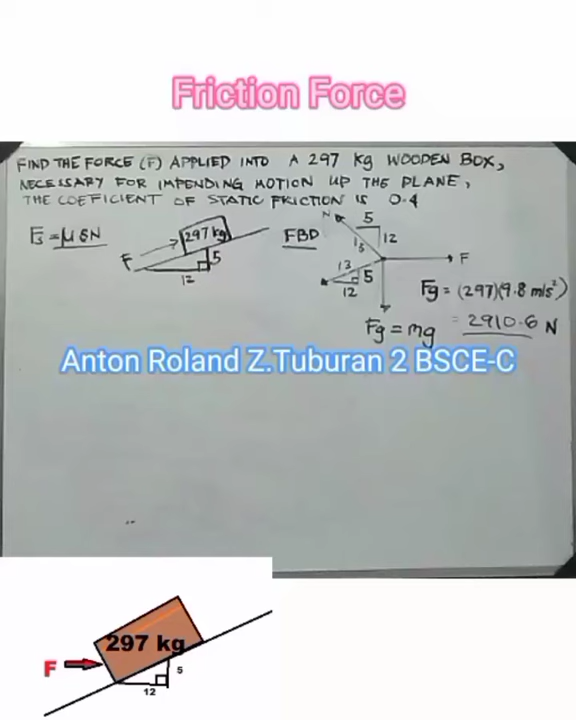 Friction Force
FIND THE FORCE (F) APPLIED INTO A 297 kg WOODEN BOX,
NECESSARY FOR IMPENDING MOTION UP THE PLANE,
THE COEFICIENT OF STATIC FRICTION IS 0.4
Fs = μsN
297 kg
F
5
12
FBD
N
5
12
13
F
13
5
12
Fg = mg
Fg = (297)(9.8 m/s²)
= 2910.6 N
Anton Roland Z.Tuburan 2 BSCE-C
297 kg
F
5
12